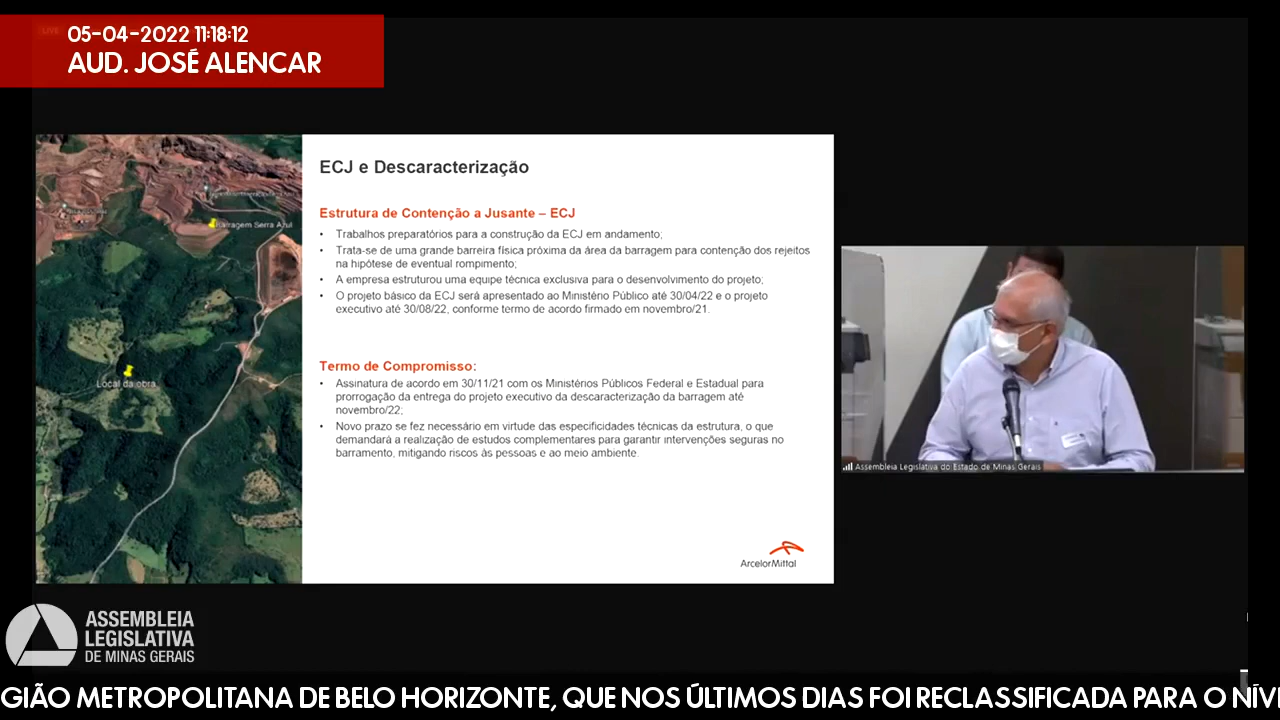 LIVE
05-04-2022 11:18:12
AUD. JOSÉ ALENCAR
Barragem Serra Azul
Local da obra
ECJ e Descaracterização
Estrutura de Contenção a Jusante – ECJ
• Trabalhos preparatórios para a construção da ECJ em andamento;
• Trata-se de uma grande barreira física próxima da área da barragem para contenção dos rejeitos
na hipótese de eventual rompimento;
• A empresa estruturou uma equipe técnica exclusiva para o desenvolvimento do projeto;
• O projeto básico da ECJ será apresentado ao Ministério Público até 30/04/22 e o projeto
executivo até 30/08/22, conforme termo de acordo firmado em novembro/21.
Termo de Compromisso:
• Assinatura de acordo em 30/11/21 com os Ministérios Públicos Federal e Estadual para
prorrogação da entrega do projeto executivo da descaracterização da barragem até
novembro/22;
• Novo prazo se fez necessário em virtude das especificidades técnicas da estrutura, o que
demandará a realização de estudos complementares para garantir intervenções seguras no
barramento, mitigando riscos às pessoas e ao meio ambiente.
ArcelorMittal
Assembleia Legislativa do Estado de Minas Gerais
ASSEMBLEIA
LEGISLATIVA
DE MINAS GERAIS
GIÃO METROPOLITANA DE BELO HORIZONTE, QUE NOS ÚLTIMOS DIAS FOI RECLASSIFICADA PARA O NÍV